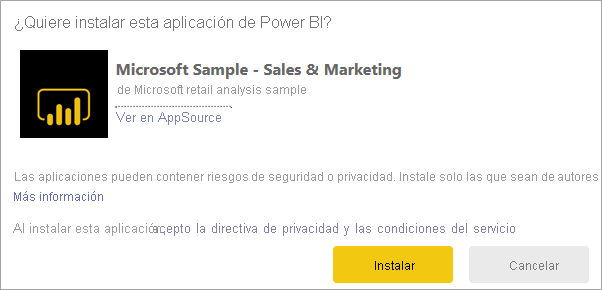 ¿Quiere instalar esta aplicación de Power BI?
Microsoft Sample - Sales & Marketing
de Microsoft retail analysis sample
Ver en AppSource
Las aplicaciones pueden contener riesgos de seguridad o privacidad. Instale solo las que sean de autores
Más información
Al instalar esta aplicación, acepto la directiva de privacidad y las condiciones del servicio
Instalar
Cancelar